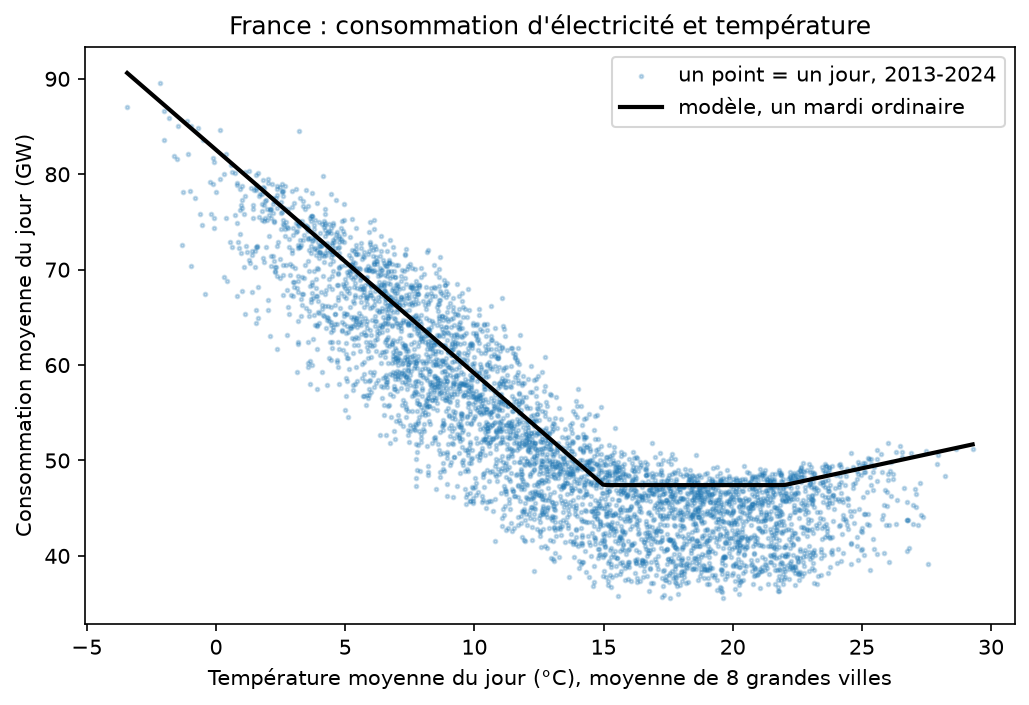 France : consommation d'électricité et température
un point = un jour, 2013-2024
modèle, un mardi ordinaire
Consommation moyenne du jour (GW)
90
80
70
60
50
40
−5
0
5
10
15
20
25
30
Température moyenne du jour (°C), moyenne de 8 grandes villes